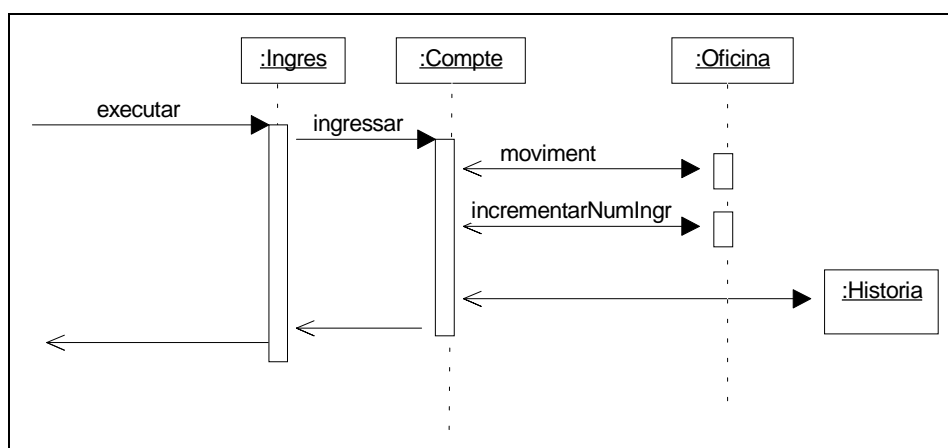 :Ingres
:Compte
:Oficina
executar
ingressar
moviment
incrementarNumIngr
:Historia